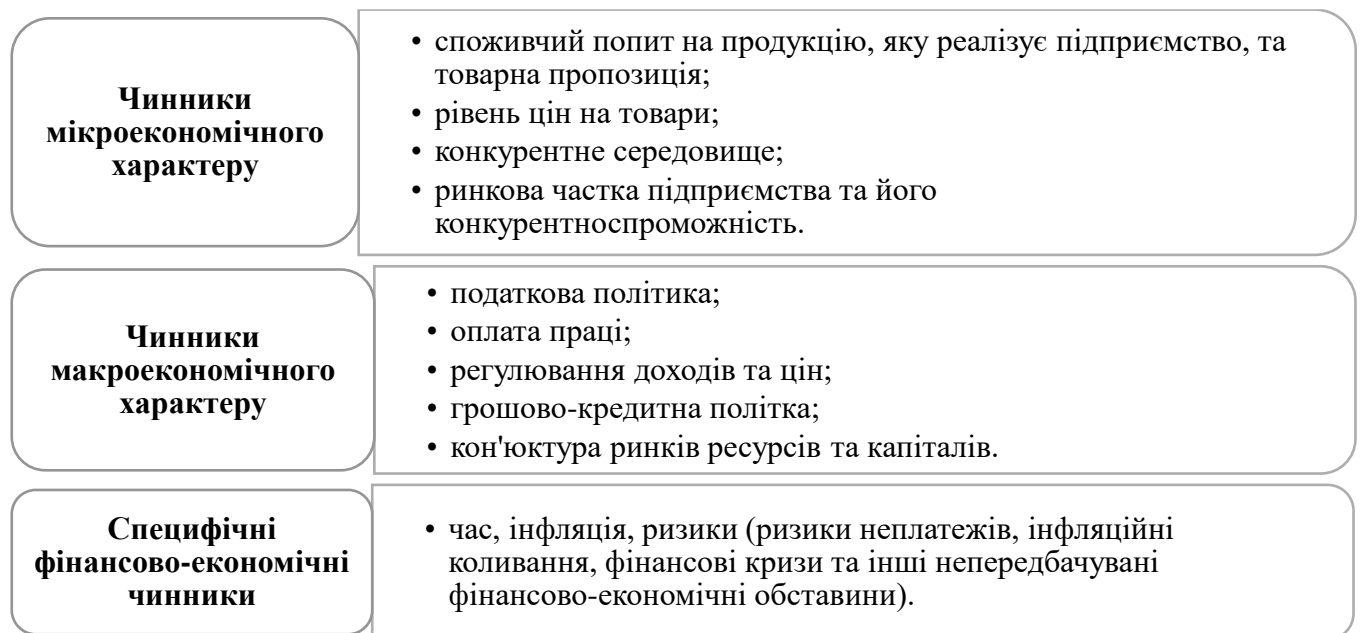 Чинники
мікроекономічного
характеру
• споживчий попит на продукцію, яку реалізує підприємство, та
товарна пропозиція;
• рівень цін на товари;
• конкурентне середовище;
• ринкова частка підприємства та його
конкурентноспроможність.
Чинники
макроекономічного
характеру
• податкова політика;
• оплата праці;
• регулювання доходів та цін;
• грошово-кредитна політка;
• кон'юктура ринків ресурсів та капіталів.
Специфічні
фінансово-економічні
чинники
• час, інфляція, ризики (ризики неплатежів, інфляційні
коливання, фінансові кризи та інші непередбачувані
фінансово-економічні обставини).